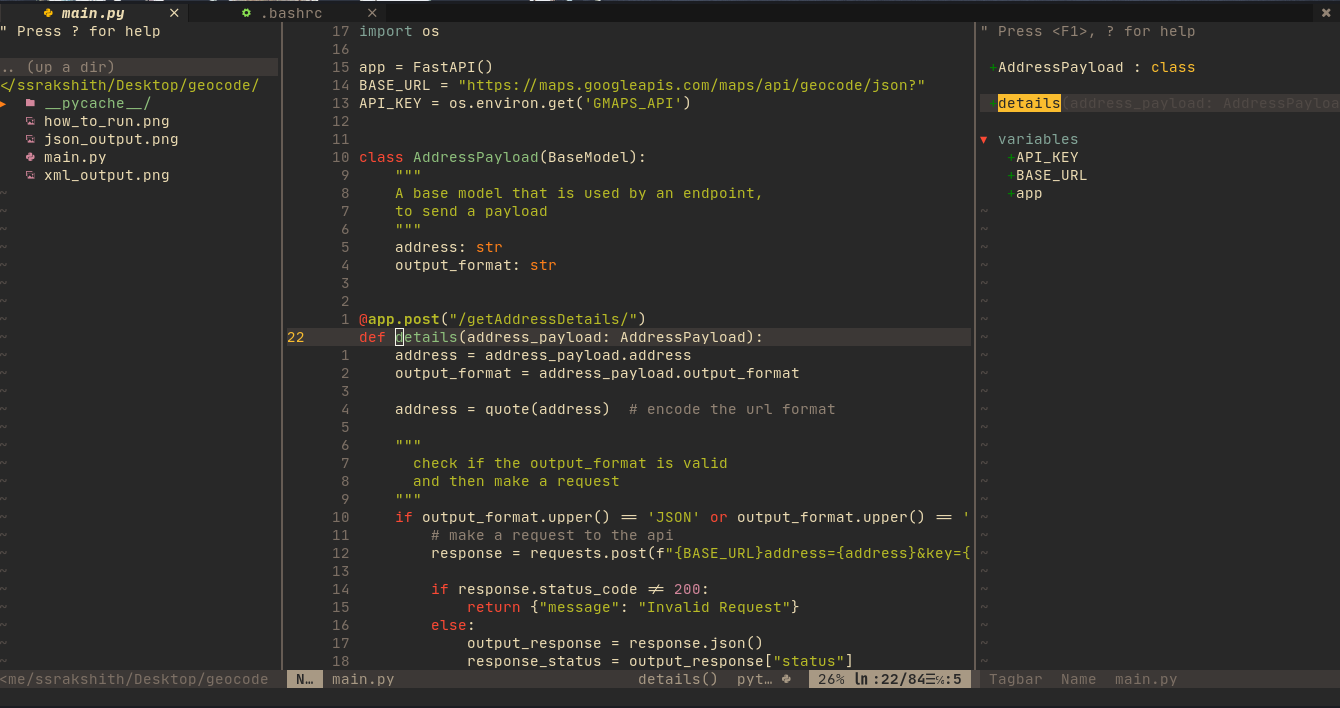 main.py ✕ .bashrc ✕ ✖
" Press ? for help
.. (up a dir)
</ssrakshith/Desktop/geocode/
▸ __pycache__/
how_to_run.png
json_output.png
main.py
xml_output.png
<me/ssrakshith/Desktop/geocode
17 import os
16
15 app = FastAPI()
14 BASE_URL = "https://maps.googleapis.com/maps/api/geocode/json?"
13 API_KEY = os.environ.get('GMAPS_API')
12
11
10 class AddressPayload(BaseModel):
9 """
8 A base model that is used by an endpoint,
7 to send a payload
6 """
5 address: str
4 output_format: str
3
2
1 @app.post("/getAddressDetails/")
22 def details(address_payload: AddressPayload):
1 address = address_payload.address
2 output_format = address_payload.output_format
3
4 address = quote(address)  # encode the url format
5
6 """
7 check if the output_format is valid
8 and then make a request
9 """
10 if output_format.upper() == 'JSON' or output_format.upper() == '
11 # make a request to the api
12 response = requests.post(f"{BASE_URL}address={address}&key={
13
14 if response.status_code != 200:
15 return {"message": "Invalid Request"}
16 else:
17 output_response = response.json()
18 response_status = output_response["status"]
N… main.py details() pyt… 26% ln :22/84☰℅:5
" Press <F1>, ? for help
+AddressPayload : class
+details(address_payload: AddressPayloa
▼ variables
+API_KEY
+BASE_URL
+app
Tagbar Name main.py